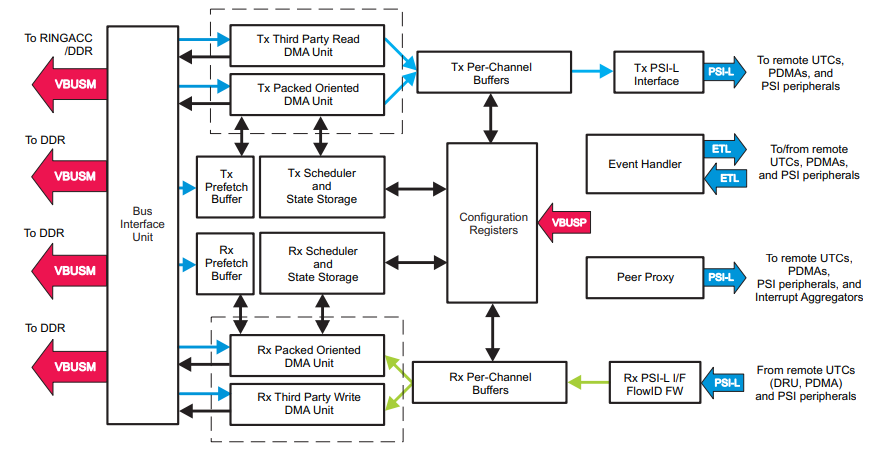 To RINGACC
/DDR
VBUSM
To DDR
VBUSM
To DDR
VBUSM
To DDR
VBUSM
Bus
Interface
Unit
Tx Third Party Read
DMA Unit
Tx Packed Oriented
DMA Unit
Tx
Prefetch
Buffer
Tx Scheduler
and
State Storage
Rx
Prefetch
Buffer
Rx Scheduler
and
State Storage
Rx Packed Oriented
DMA Unit
Rx Third Party Write
DMA Unit
Tx Per-Channel
Buffers
Configuration
Registers
VBUSP
Rx Per-Channel
Buffers
Tx PSI-L
Interface
PSI-L
To remote UTCs,
PDMAs, and
PSI peripherals
Event Handler
ETL
ETL
To/from remote
UTCs, PDMAs,
and PSI peripherals
Peer Proxy
PSI-L
To remote UTCs,
PDMAs,
PSI peripherals, and
Interrupt Aggregators
Rx PSI-L I/F
FlowID FW
PSI-L
From remote UTCs
(DRU, PDMA)
and PSI peripherals